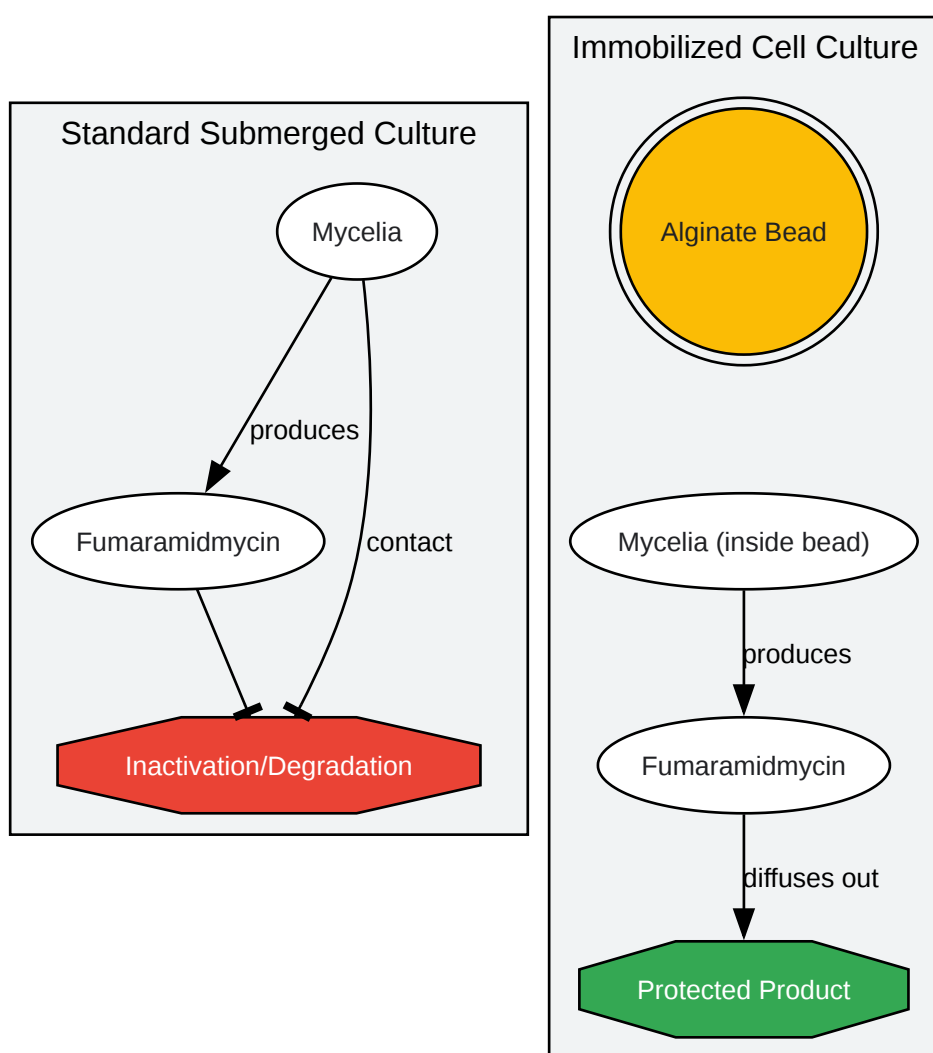 Standard Submerged Culture
Mycelia
produces
Fumaramidmycin
contact
Inactivation/Degradation
Immobilized Cell Culture
Alginate Bead
Mycelia (inside bead)
produces
Fumaramidmycin
diffuses out
Protected Product